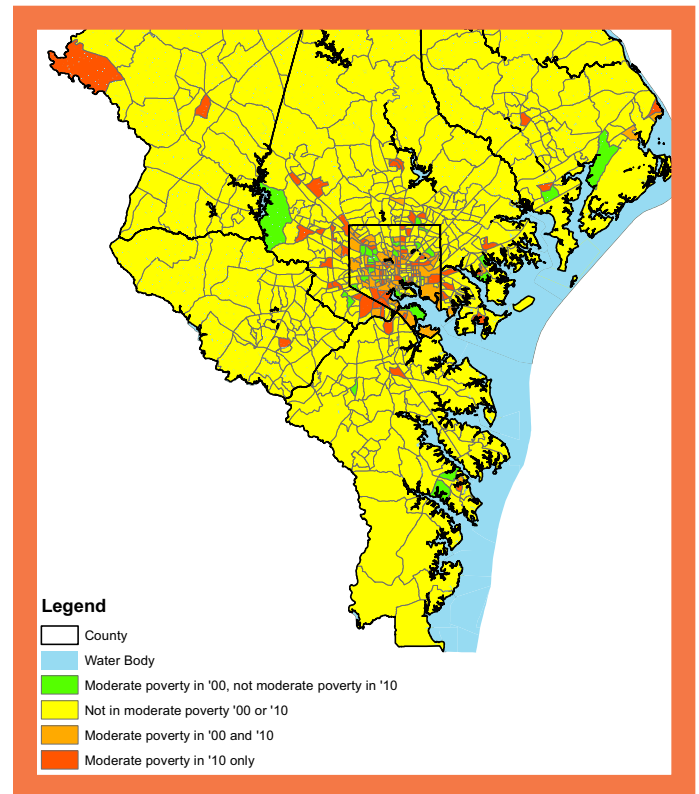 Legend
County
Water Body
Moderate poverty in '00, not moderate poverty in '10
Not in moderate poverty '00 or '10
Moderate poverty in '00 and '10
Moderate poverty in '10 only